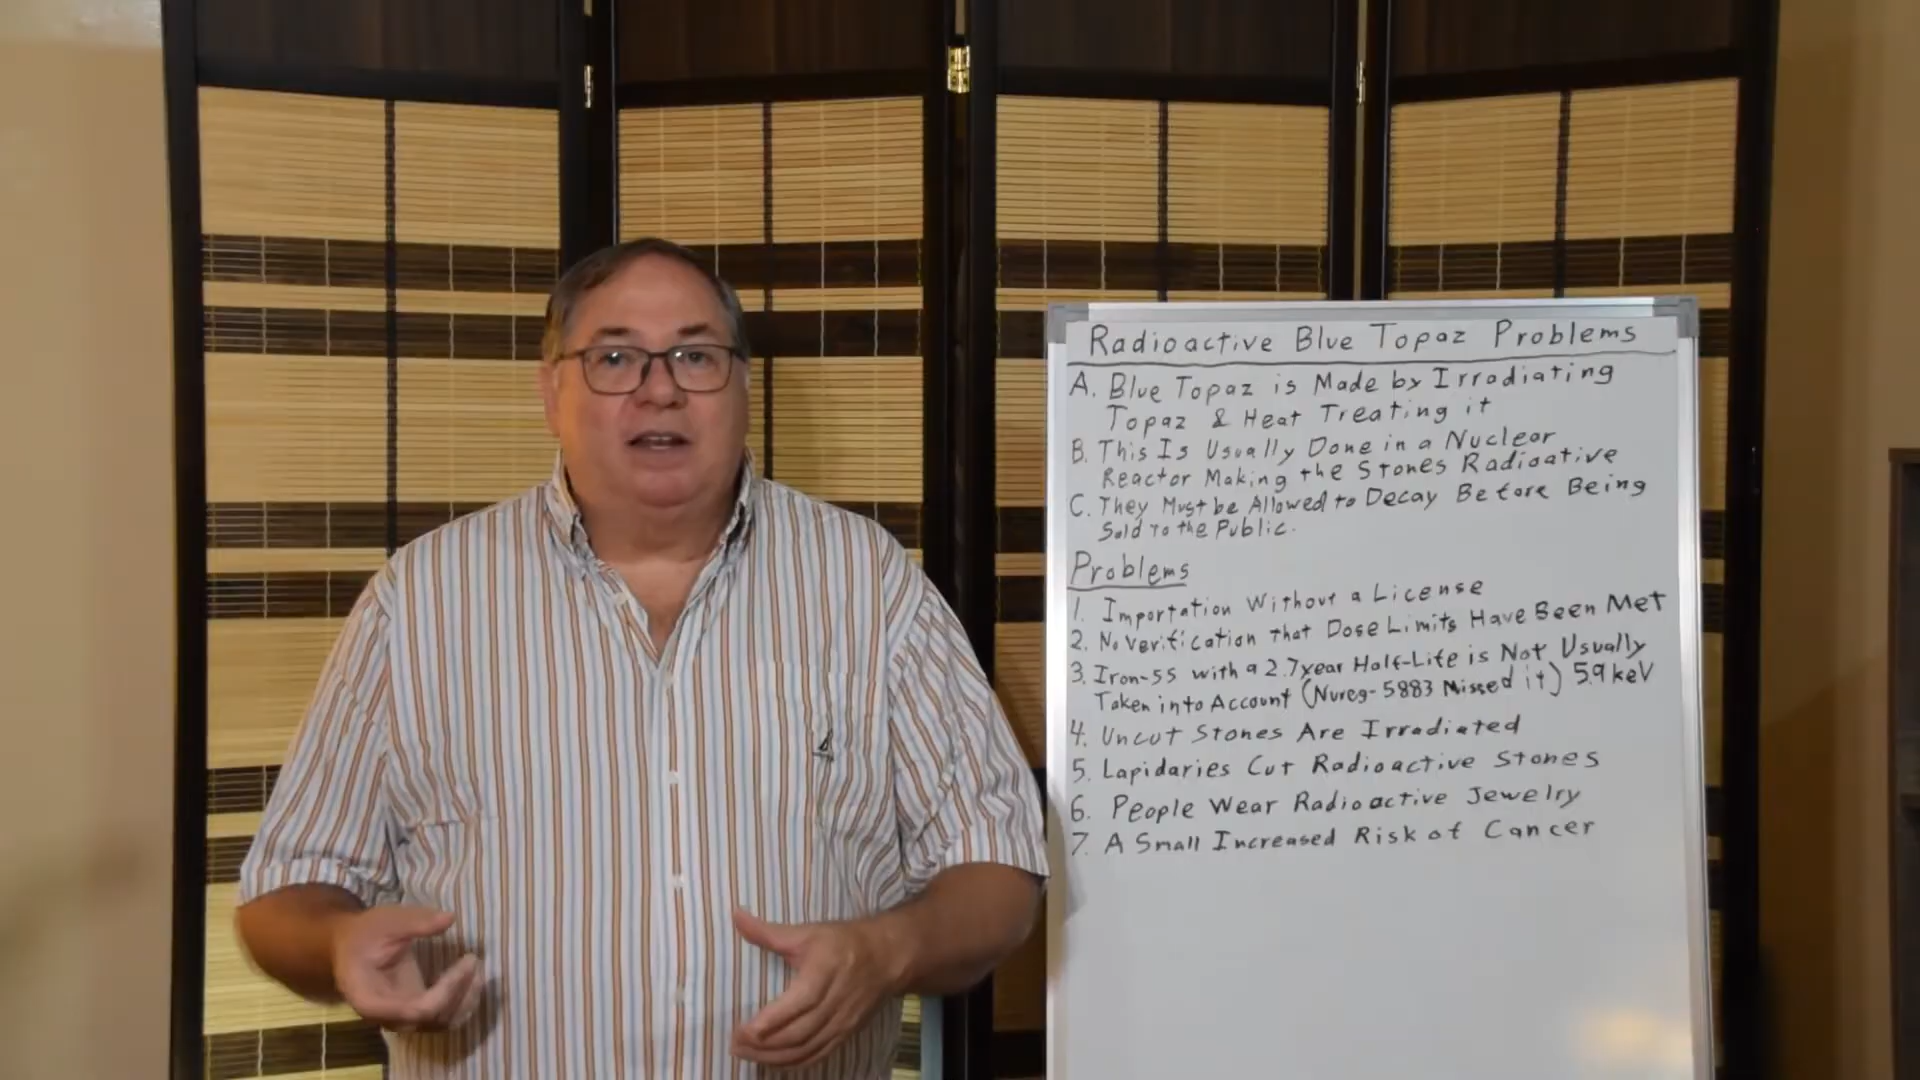 Radioactive Blue Topaz Problems
A. Blue Topaz is Made by Irradiating
Topaz & Heat Treating it
B. This Is Usually Done in a Nuclear
Reactor Making the Stones Radioative
C. They Must be Allowed to Decay Before Being
Sold to the Public.
Problems
1. Importation Without a License
2. No Verification that Dose Limits Have Been Met
3. Iron-55 with a 2.7 year Half-Life is Not Usually
Taken into Account (Nureg-5883 Missed it) 5.9 keV
4. Uncut Stones Are Irradiated
5. Lapidaries Cut Radioactive Stones
6. People Wear Radioactive Jewelry
7. A Small Increased Risk of Cancer